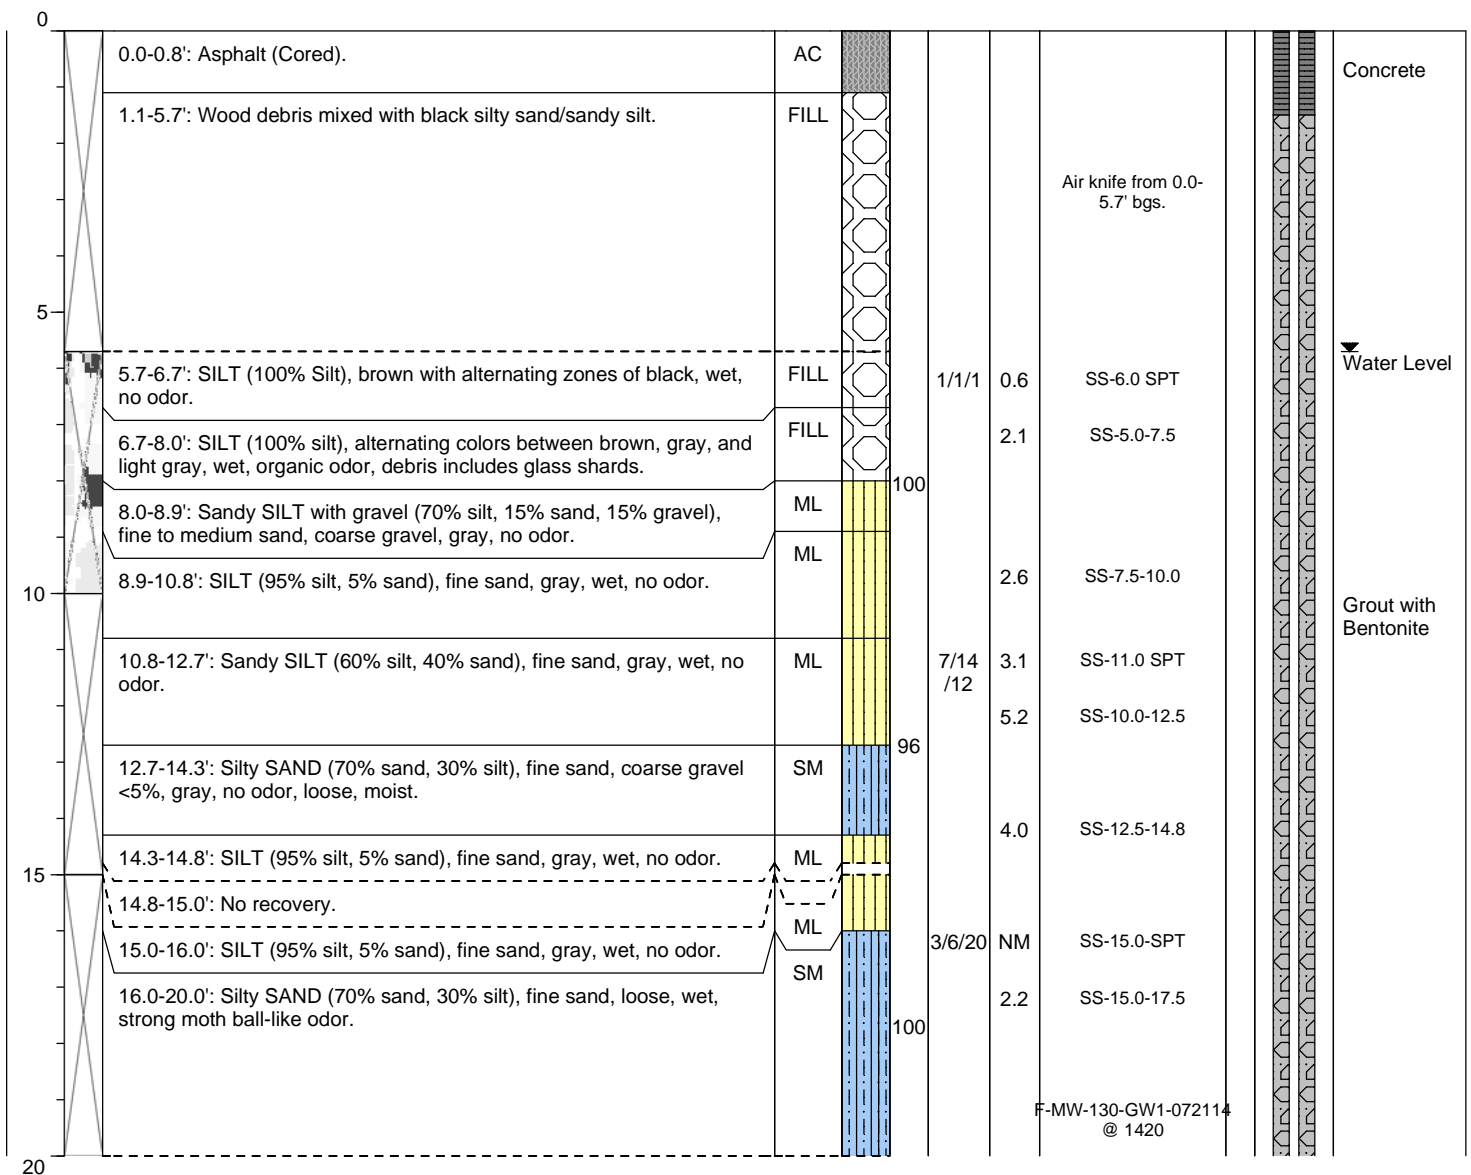 0
0.0-0.8': Asphalt (Cored).
AC
Concrete
1.1-5.7': Wood debris mixed with black silty sand/sandy silt.
FILL
Air knife from 0.0-
5.7' bgs.
5
Water Level
5.7-6.7': SILT (100% Silt), brown with alternating zones of black, wet,
no odor.
FILL
1/1/1
0.6
SS-6.0 SPT
6.7-8.0': SILT (100% silt), alternating colors between brown, gray, and
light gray, wet, organic odor, debris includes glass shards.
FILL
2.1
SS-5.0-7.5
100
8.0-8.9': Sandy SILT with gravel (70% silt, 15% sand, 15% gravel),
fine to medium sand, coarse gravel, gray, no odor.
ML
8.9-10.8': SILT (95% silt, 5% sand), fine sand, gray, wet, no odor.
ML
2.6
SS-7.5-10.0
10
Grout with
Bentonite
10.8-12.7': Sandy SILT (60% silt, 40% sand), fine sand, gray, wet, no
odor.
ML
7/14
/12
3.1
SS-11.0 SPT
5.2
SS-10.0-12.5
96
12.7-14.3': Silty SAND (70% sand, 30% silt), fine sand, coarse gravel
<5%, gray, no odor, loose, moist.
SM
4.0
SS-12.5-14.8
14.3-14.8': SILT (95% silt, 5% sand), fine sand, gray, wet, no odor.
ML
15
14.8-15.0': No recovery.
15.0-16.0': SILT (95% silt, 5% sand), fine sand, gray, wet, no odor.
ML
3/6/20
NM
SS-15.0-SPT
16.0-20.0': Silty SAND (70% sand, 30% silt), fine sand, loose, wet,
strong moth ball-like odor.
SM
2.2
SS-15.0-17.5
100
F-MW-130-GW1-072114
@ 1420
20